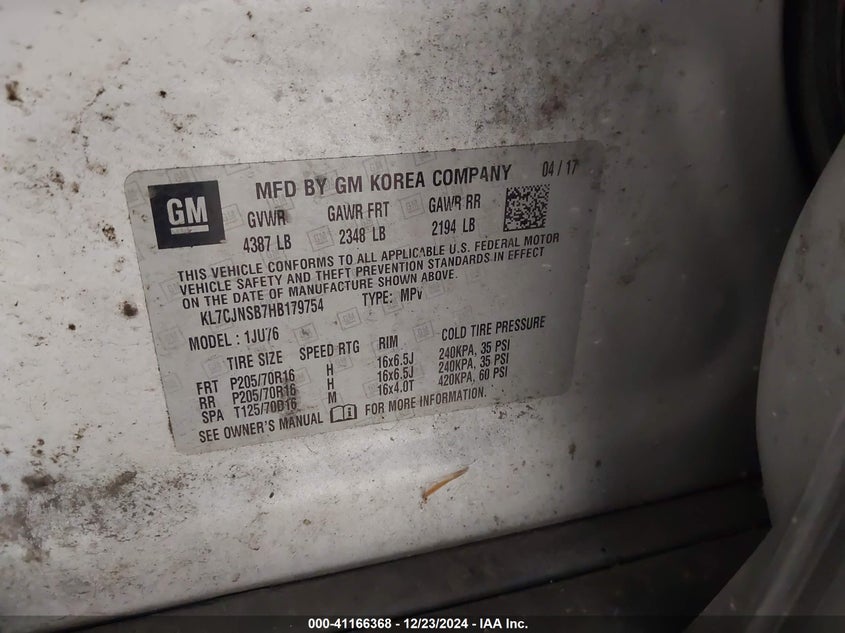 GM
MFD BY GM KOREA COMPANY 04 / 17
GVWR GAWR FRT GAWR RR
4387 LB 2348 LB 2194 LB
THIS VEHICLE CONFORMS TO ALL APPLICABLE U.S. FEDERAL MOTOR
VEHICLE SAFETY AND THEFT PREVENTION STANDARDS IN EFFECT
ON THE DATE OF MANUFACTURE SHOWN ABOVE.
KL7CJNSB7HB179754 TYPE: MPV
MODEL : 1JU76
TIRE SIZE SPEED RTG RIM COLD TIRE PRESSURE
FRT P205/70R16 H 16x6.5J 240KPA, 35 PSI
RR P205/70R16 H 16x6.5J 240KPA, 35 PSI
SPA T125/70D16 M 16x4.0T 420KPA, 60 PSI
SEE OWNER'S MANUAL FOR MORE INFORMATION.
000-41166368 - 12/23/2024 - IAA Inc.